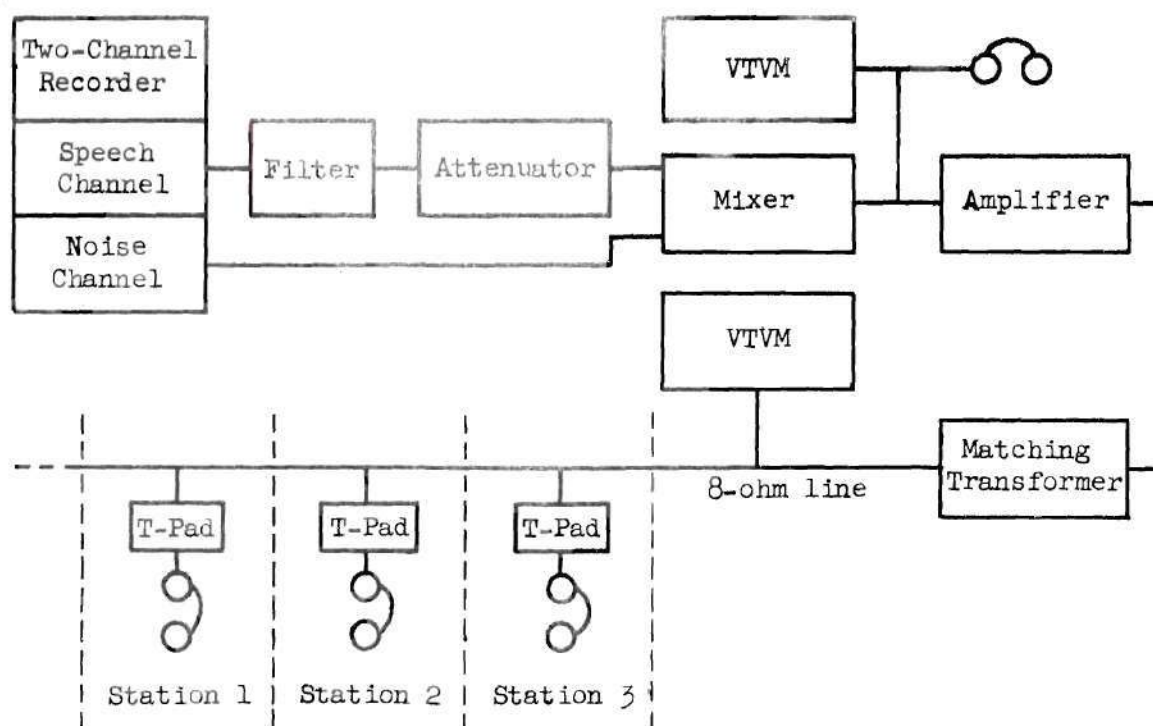 Two-Channel
Recorder
Speech
Channel
Noise
Channel
Filter
Attenuator
VTVM
Mixer
Amplifier
VTVM
Matching
Transformer
8-ohm line
T-Pad
T-Pad
T-Pad
Station 1
Station 2
Station 3